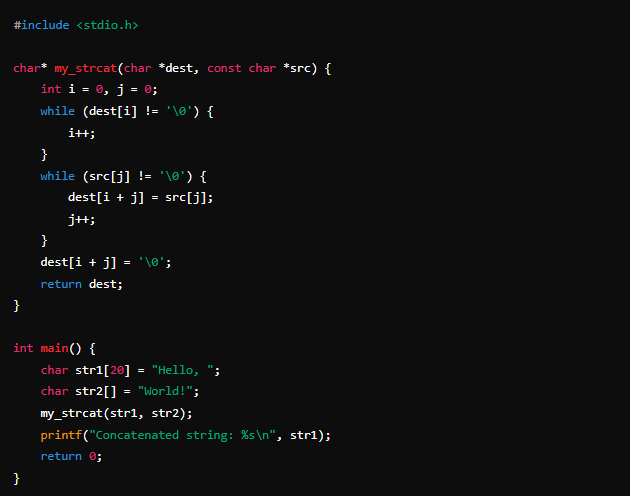 #include <stdio.h>

char* my_strcat(char *dest, const char *src) {
    int i = 0, j = 0;
    while (dest[i] != '\0') {
        i++;
    }
    while (src[j] != '\0') {
        dest[i + j] = src[j];
        j++;
    }
    dest[i + j] = '\0';
    return dest;
}

int main() {
    char str1[20] = "Hello, ";
    char str2[] = "World!";
    my_strcat(str1, str2);
    printf("Concatenated string: %s\n", str1);
    return 0;
}